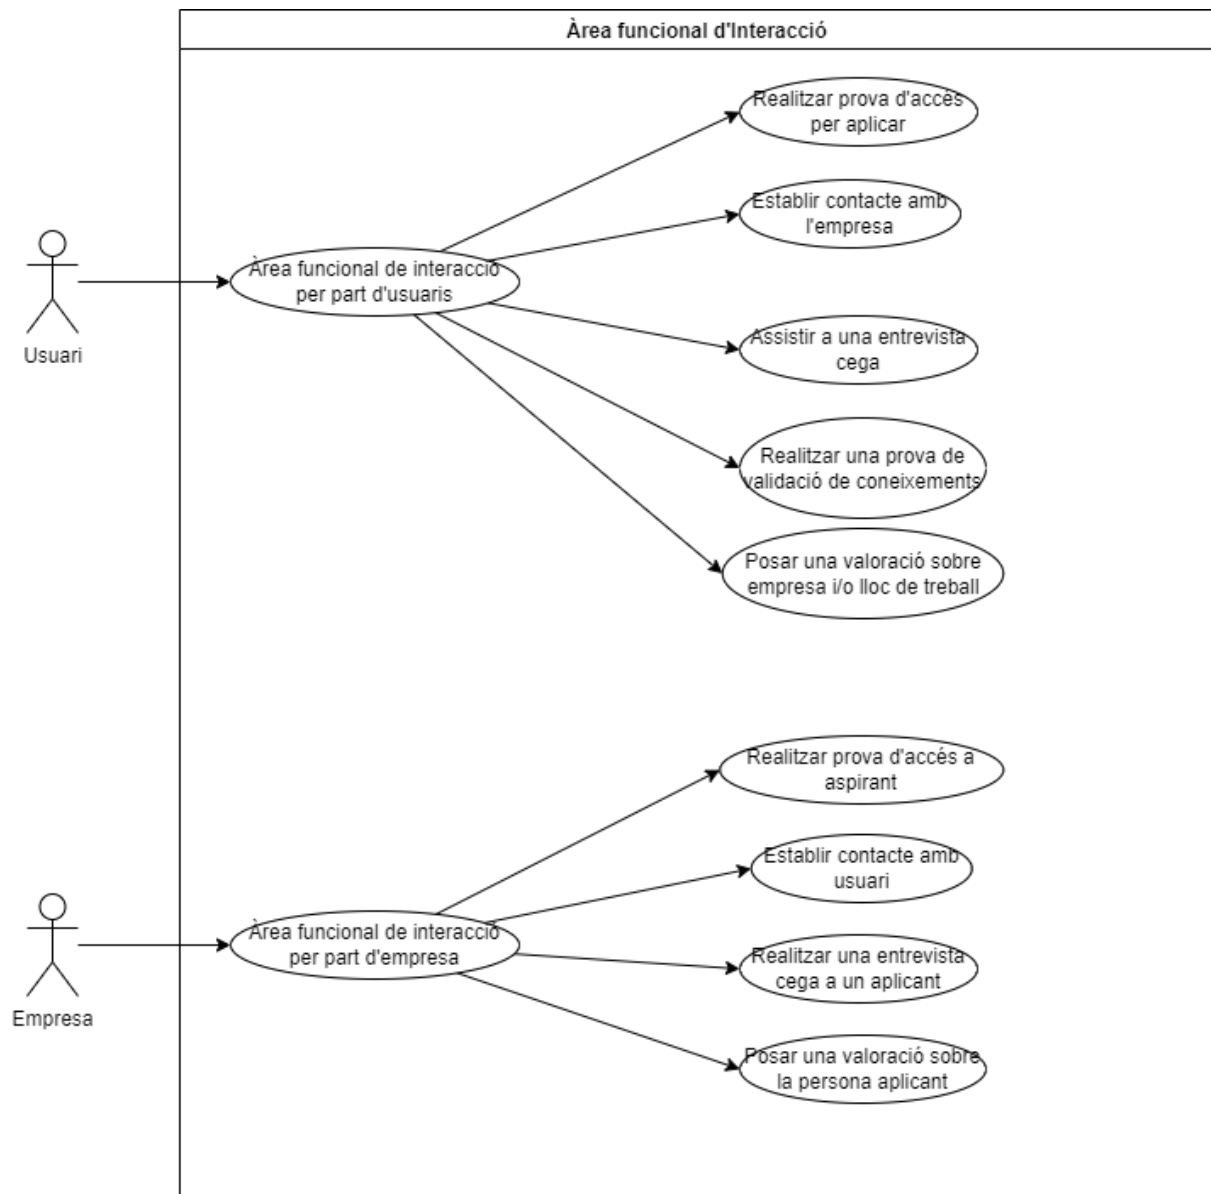 Àrea funcional d'Interacció
Realitzar prova d'accès
per aplicar
Establir contacte amb
l'empresa
Àrea funcional de interacció
per part d'usuaris
Usuari
Assistir a una entrevista
cega
Realitzar una prova de
validació de coneixements
Posar una valoració sobre
empresa i/o lloc de treball
Realitzar prova d'accés a
aspirant
Establir contacte amb
usuari
Àrea funcional de interacció
per part d'empresa
Empresa
Realitzar una entrevista
cega a un aplicant
Posar una valoració sobre
la persona aplicant